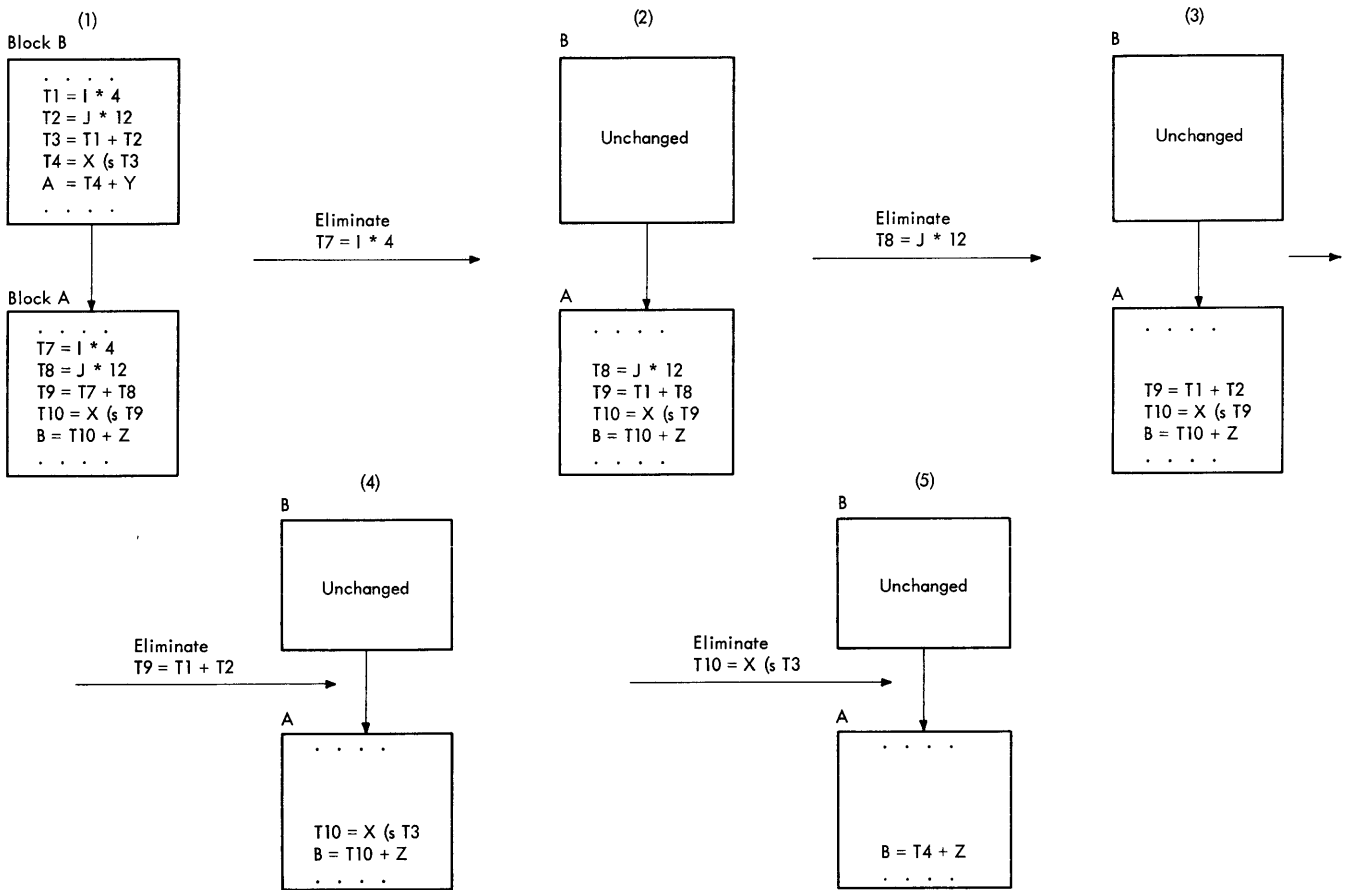 (1)
Block B
. . . .
T1 = I * 4
T2 = J * 12
T3 = T1 + T2
T4 = X (s T3
A = T4 + Y
. . . .
Block A
. . . .
T7 = I * 4
T8 = J * 12
T9 = T7 + T8
T10 = X (s T9
B = T10 + Z
. . . .
Eliminate
T7 = I * 4
(2)
B
Unchanged
A
. . . .
T8 = J * 12
T9 = T1 + T8
T10 = X (s T9
B = T10 + Z
. . . .
Eliminate
T8 = J * 12
(3)
B
Unchanged
A
. . . .
T9 = T1 + T2
T10 = X (s T9
B = T10 + Z
. . . .
Eliminate
T9 = T1 + T2
(4)
B
Unchanged
A
. . . .
T10 = X (s T3
B = T10 + Z
. . . .
Eliminate
T10 = X (s T3
(5)
B
Unchanged
A
. . . .
B = T4 + Z
. . . .